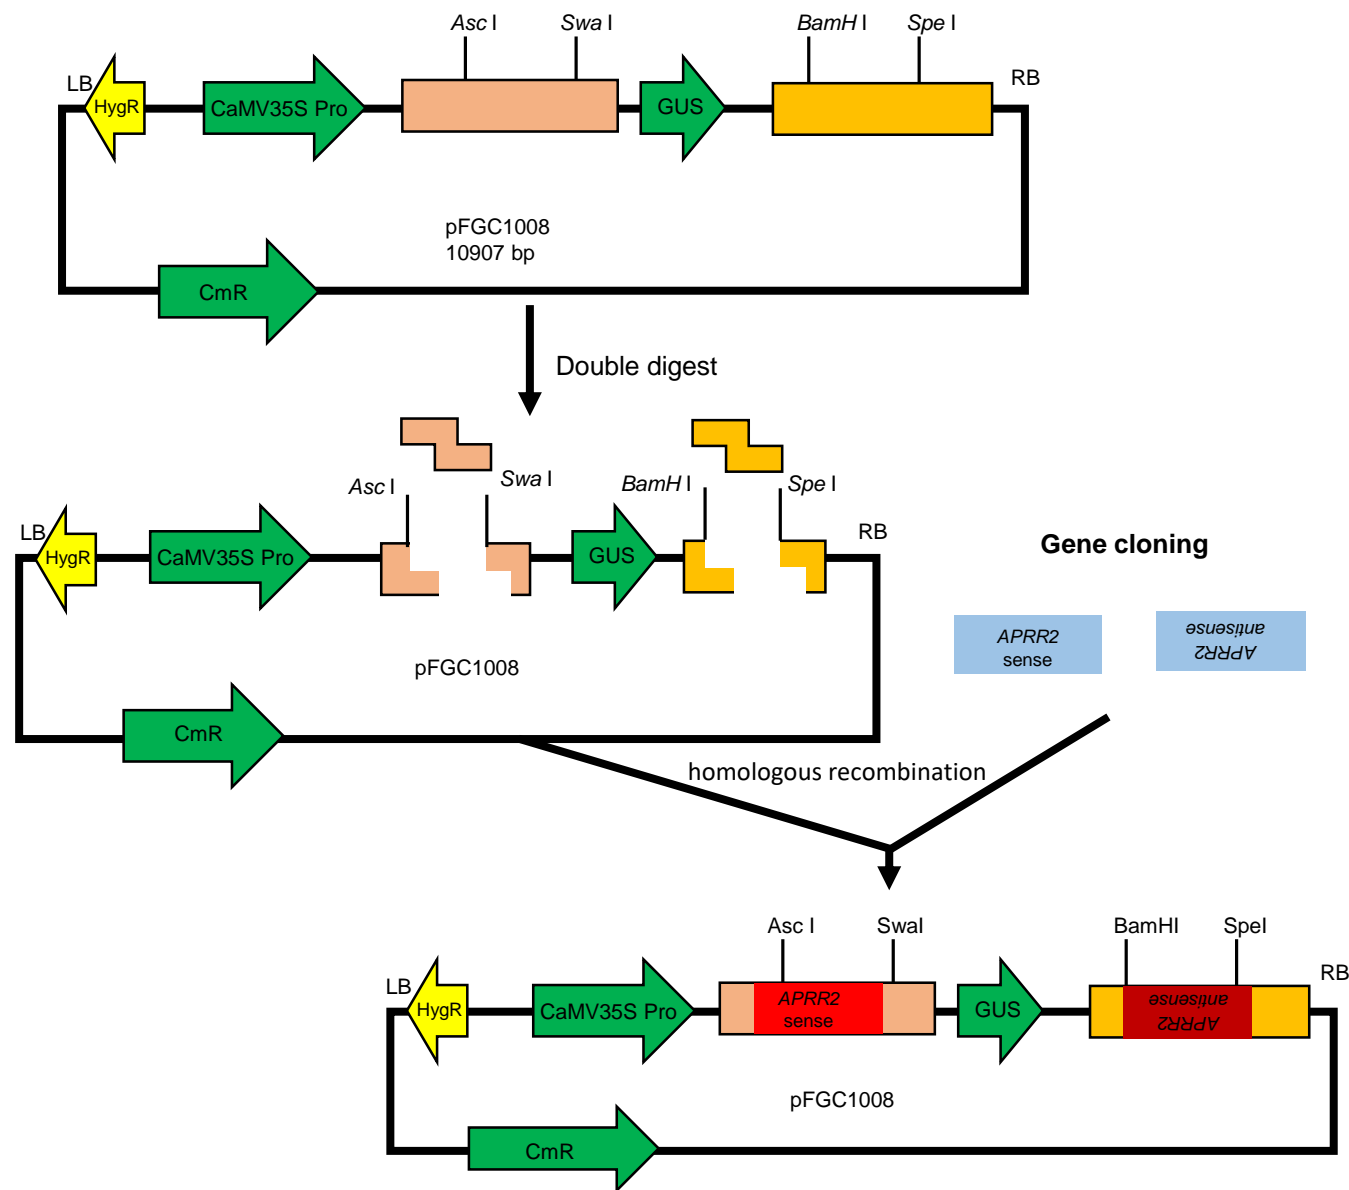 Asc I
Swa I
BamH I
Spe I
LB
RB
HygR
CaMV35S Pro
GUS
pFGC1008
10907 bp
CmR
Double digest
Asc I
Swa I
BamH I
Spe I
LB
RB
HygR
CaMV35S Pro
GUS
pFGC1008
CmR
Gene cloning
APRR2
sense
APRR2
antisense
homologous recombination
Asc I
SwaI
BamHI
SpeI
LB
RB
HygR
CaMV35S Pro
APRR2
sense
GUS
APRR2
antisense
pFGC1008
CmR